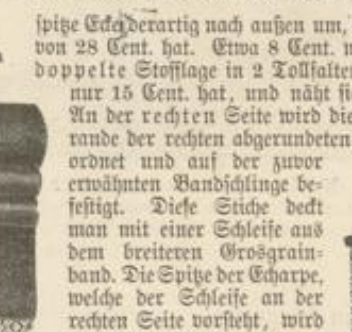 spitze Ecke derartig nach außen um,
von 28 Cent. hat. Etwa 8 Cent.
doppelte Stofflage in 2 Tollfalten
nur 15 Cent. hat, und näht
An der rechten Seite wird die
rande der rechten abgerundeten
ordnet und auf der zuvor
erwähnten Bandschlinge be=
festigt. Diese Stiche deckt
man mit einer Schleife aus
dem breiteren Grosgrain=
band. Die Spitze der Echarpe,
welche der Schleife an der
rechten Seite vorsteht, wird